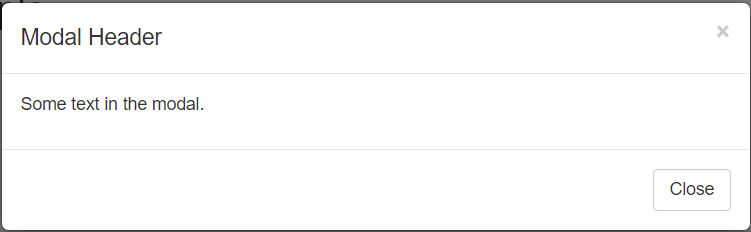 Modal Header
×
Some text in the modal.
Close